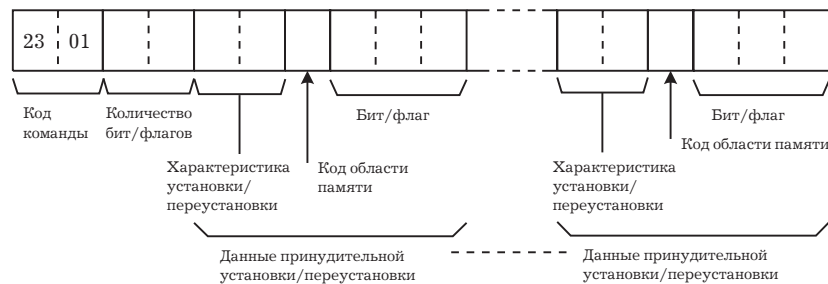 23 01
Код
команды
Количество
бит/флагов
Бит/флаг
Бит/флаг
Код области памяти
Характеристика
установки/
переустановки
Код области
памяти
Характеристика
установки/
переустановки
Данные принудительной
установки/переустановки
Данные принудительной
установки/переустановки